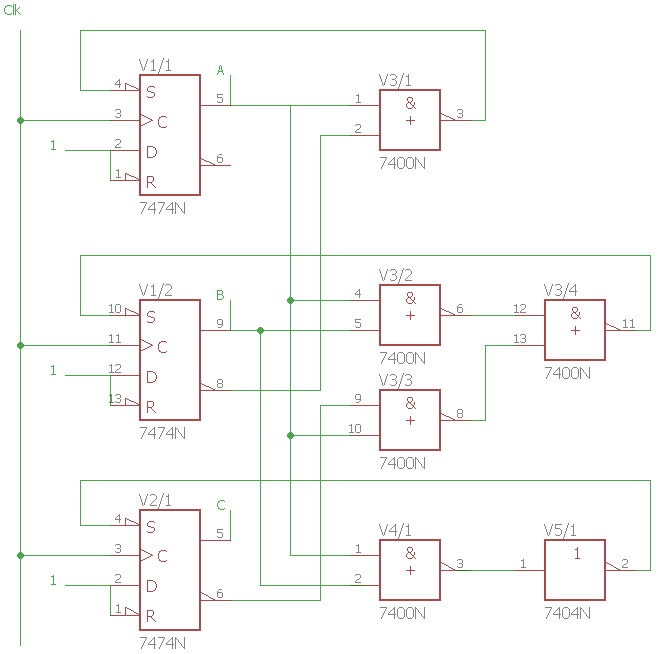 Clk
V1/1
A
V3/1
4 S
5
1
&
3 C
3
+
2
1 2 D
6
7400N
1 R
7474N
V1/2
B
V3/2
V3/4
10 S
9
4
&
6
12
&
11 C
5
+
13
+
11
1 12 D
8
7400N
7400N
13 R
V3/3
7474N
9
&
8
10
+
7400N
V2/1
C
V4/1
V5/1
4 S
5
1
&
3
1
1
2
3 C
2
+
1 2 D
6
7400N
7404N
1 R
7474N